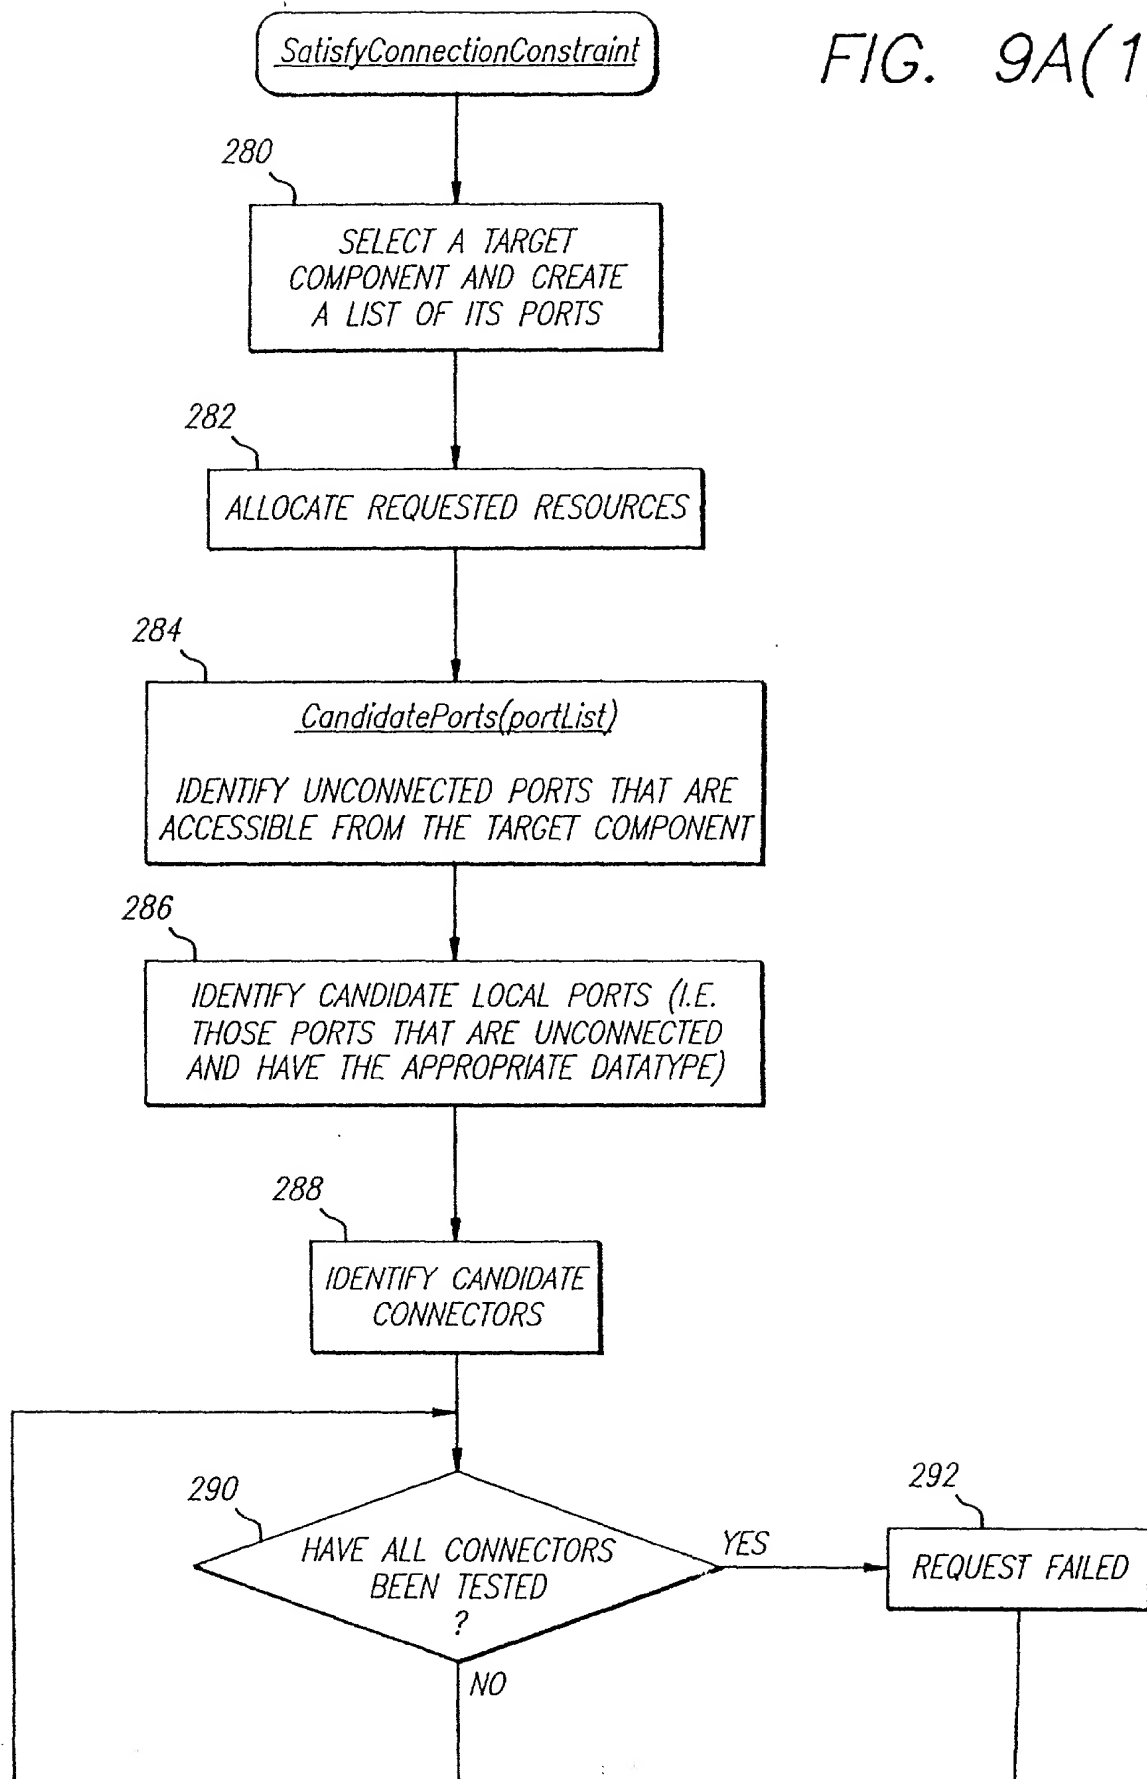 SatisfyConnectionConstraint
FIG. 9A(1
280
SELECT A TARGET
COMPONENT AND CREATE
A LIST OF ITS PORTS
282
ALLOCATE REQUESTED RESOURCES
284
CandidatePorts(portList)
IDENTIFY UNCONNECTED PORTS THAT ARE
ACCESSIBLE FROM THE TARGET COMPONENT
286
IDENTIFY CANDIDATE LOCAL PORTS (I.E.
THOSE PORTS THAT ARE UNCONNECTED
AND HAVE THE APPROPRIATE DATATYPE)
288
IDENTIFY CANDIDATE
CONNECTORS
290
HAVE ALL CONNECTORS
BEEN TESTED
?
YES
292
REQUEST FAILED
NO